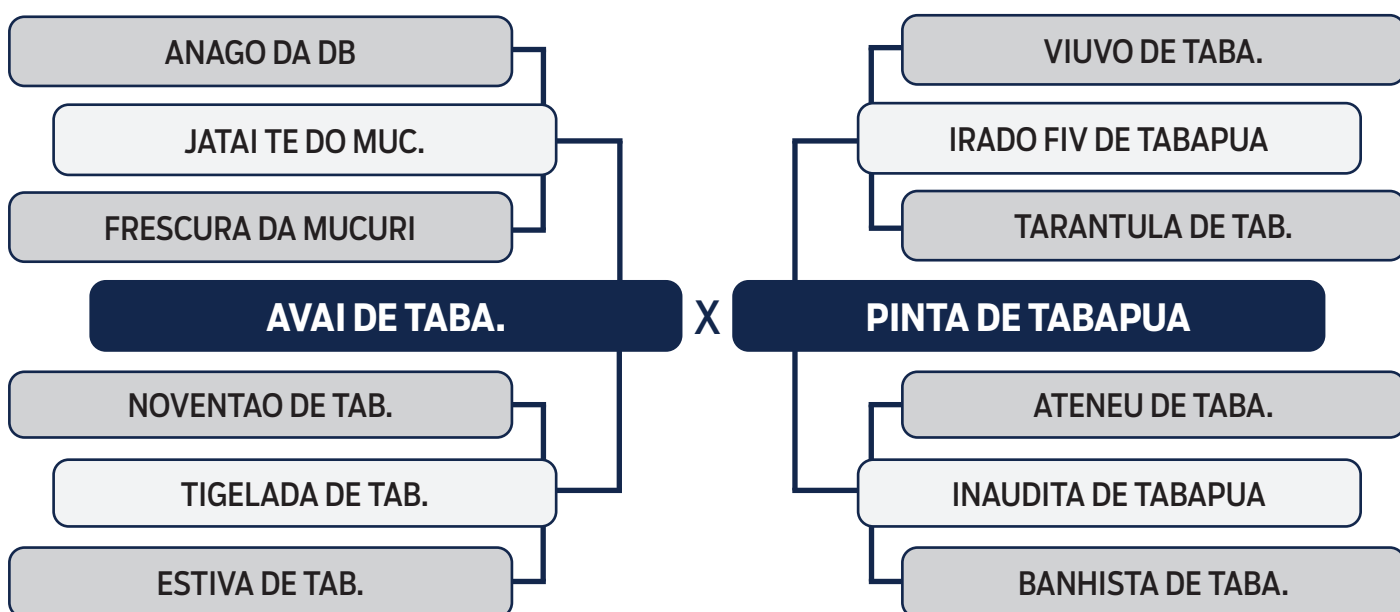 ANAGO DA DB
VIUVO DE TABA.
JATAI TE DO MUC.
IRADO FIV DE TABAPUA
FRESCURA DA MUCURI
TARANTULA DE TAB.
AVAI DE TABA.
X
PINTA DE TABAPUA
NOVENTAO DE TAB.
ATENEU DE TABA.
TIGELADA DE TAB.
INAUDITA DE TABAPUA
ESTIVA DE TAB.
BANHISTA DE TABA.